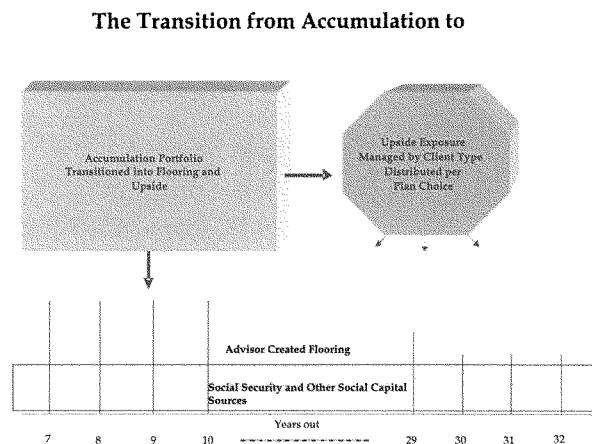 The Transition from Accumulation to
Accumulation Portfolio
Transitioned into Flooring and
Upside
Upside Exposure
Managed by Client Type
Distributed per
Plan Choice
Advisor Created Flooring
Social Security and Other Social Capital
Sources
Years out
7 8 9 10 29 30 31 32